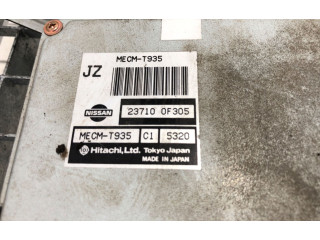 MECM-T935
JZ
NISSAN
23710 0F305
MECM-T935 C1 5320
Hitachi, Ltd. Tokyo Japan
MADE IN JAPAN